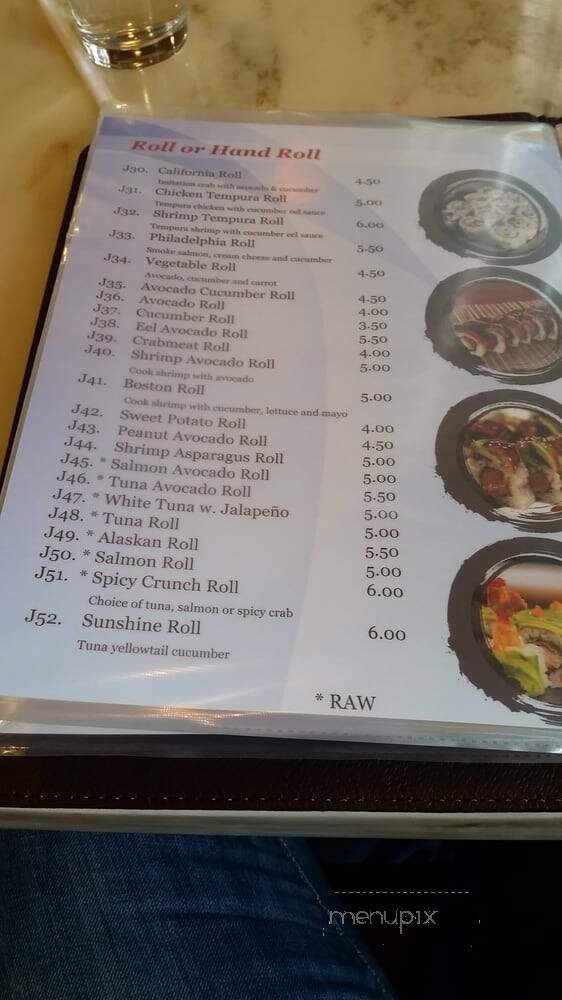 Roll or Hand Roll
J30. California Roll 4.50
Imitation crab with avocado & cucumber
J31. Chicken Tempura Roll 5.00
Tempura chicken with cucumber eel sauce
J32. Shrimp Tempura Roll 6.00
Tempura shrimp with cucumber eel sauce
J33. Philadelphia Roll 5.50
Smoke salmon, cream cheese and cucumber
J34. Vegetable Roll 4.50
Avocado, cucumber and carrot
J35. Avocado Cucumber Roll 4.50
J36. Avocado Roll 4.00
J37. Cucumber Roll 3.50
J38. Eel Avocado Roll 5.50
J39. Crabmeat Roll 4.00
J40. Shrimp Avocado Roll 5.00
Cook shrimp with avocado
J41. Boston Roll 5.00
Cook shrimp with cucumber, lettuce and mayo
J42. Sweet Potato Roll 4.00
J43. Peanut Avocado Roll 4.50
J44. Shrimp Asparagus Roll 5.00
J45. * Salmon Avocado Roll 5.00
J46. * Tuna Avocado Roll 5.50
J47. * White Tuna w. Jalapeño 5.00
J48. * Tuna Roll 5.00
J49. * Alaskan Roll 5.50
J50. * Salmon Roll 5.00
J51. * Spicy Crunch Roll 6.00
Choice of tuna, salmon or spicy crab
J52. Sunshine Roll 6.00
Tuna yellowtail cucumber
* RAW
menupix